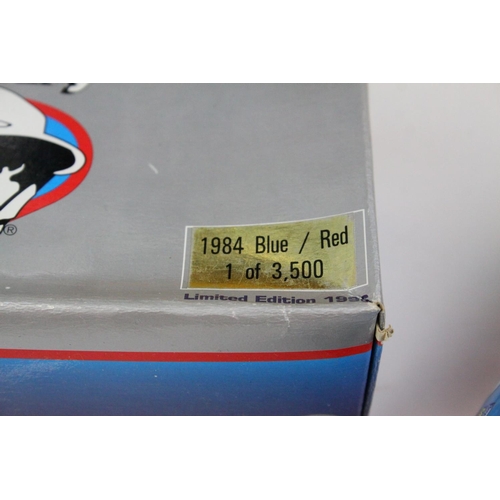 1984 Blue / Red
1 of 3,500
Limited Edition
®